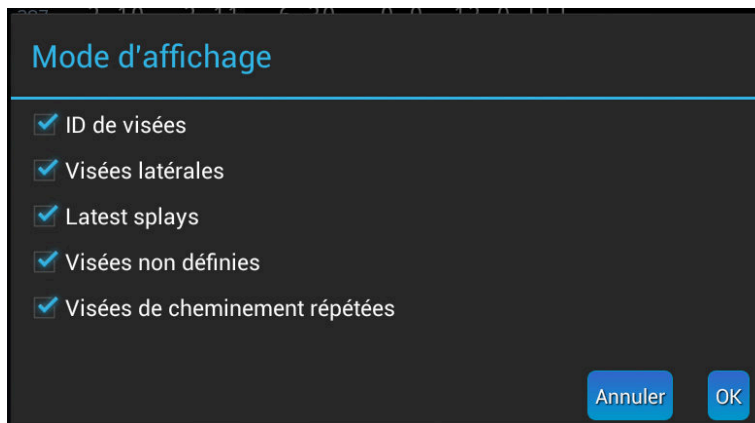 Mode d'affichage
ID de visées
Visées latérales
Latest splays
Visées non définies
Visées de cheminement répétées
Annuler OK